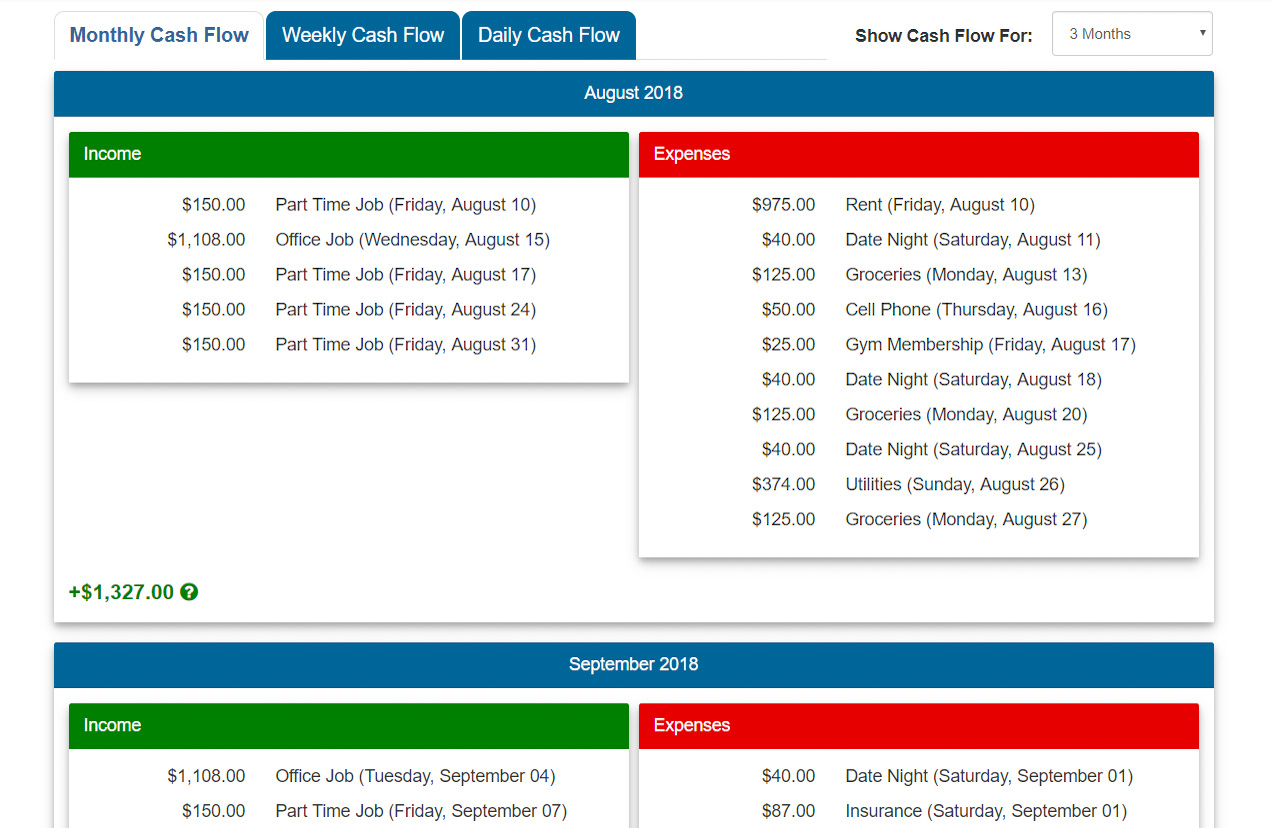 Monthly Cash Flow Weekly Cash Flow Daily Cash Flow Show Cash Flow For: 3 Months
August 2018
Income
$150.00 Part Time Job (Friday, August 10)
$1,108.00 Office Job (Wednesday, August 15)
$150.00 Part Time Job (Friday, August 17)
$150.00 Part Time Job (Friday, August 24)
$150.00 Part Time Job (Friday, August 31)
Expenses
$975.00 Rent (Friday, August 10)
$40.00 Date Night (Saturday, August 11)
$125.00 Groceries (Monday, August 13)
$50.00 Cell Phone (Thursday, August 16)
$25.00 Gym Membership (Friday, August 17)
$40.00 Date Night (Saturday, August 18)
$125.00 Groceries (Monday, August 20)
$40.00 Date Night (Saturday, August 25)
$374.00 Utilities (Sunday, August 26)
$125.00 Groceries (Monday, August 27)
+$1,327.00 ?
September 2018
Income
$1,108.00 Office Job (Tuesday, September 04)
$150.00 Part Time Job (Friday, September 07)
Expenses
$40.00 Date Night (Saturday, September 01)
$87.00 Insurance (Saturday, September 01)